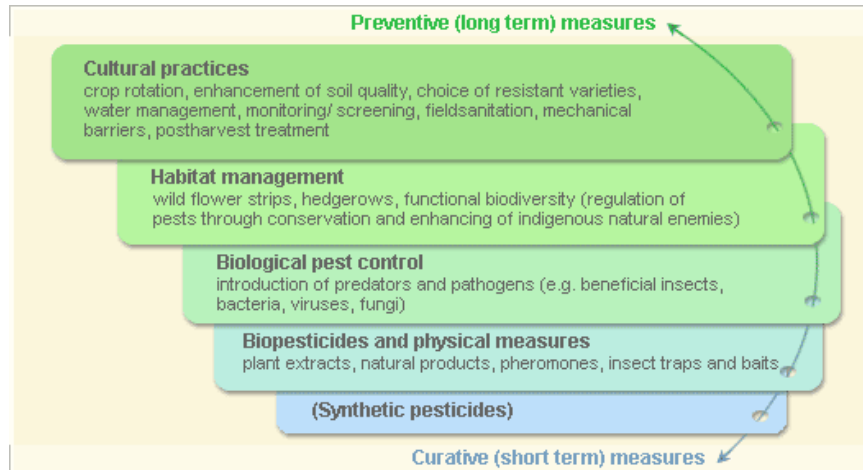 Preventive (long term) measures
Cultural practices
crop rotation, enhancement of soil quality, choice of resistant varieties,
water management, monitoring/ screening, fieldsanitation, mechanical
barriers, postharvest treatment
Habitat management
wild flower strips, hedgerows, functional biodiversity (regulation of
pests through conservation and enhancing of indigenous natural enemies)
Biological pest control
introduction of predators and pathogens (e.g. beneficial insects,
bacteria, viruses, fungi)
Biopesticides and physical measures
plant extracts, natural products, pheromones, insect traps and baits
(Synthetic pesticides)
Curative (short term) measures